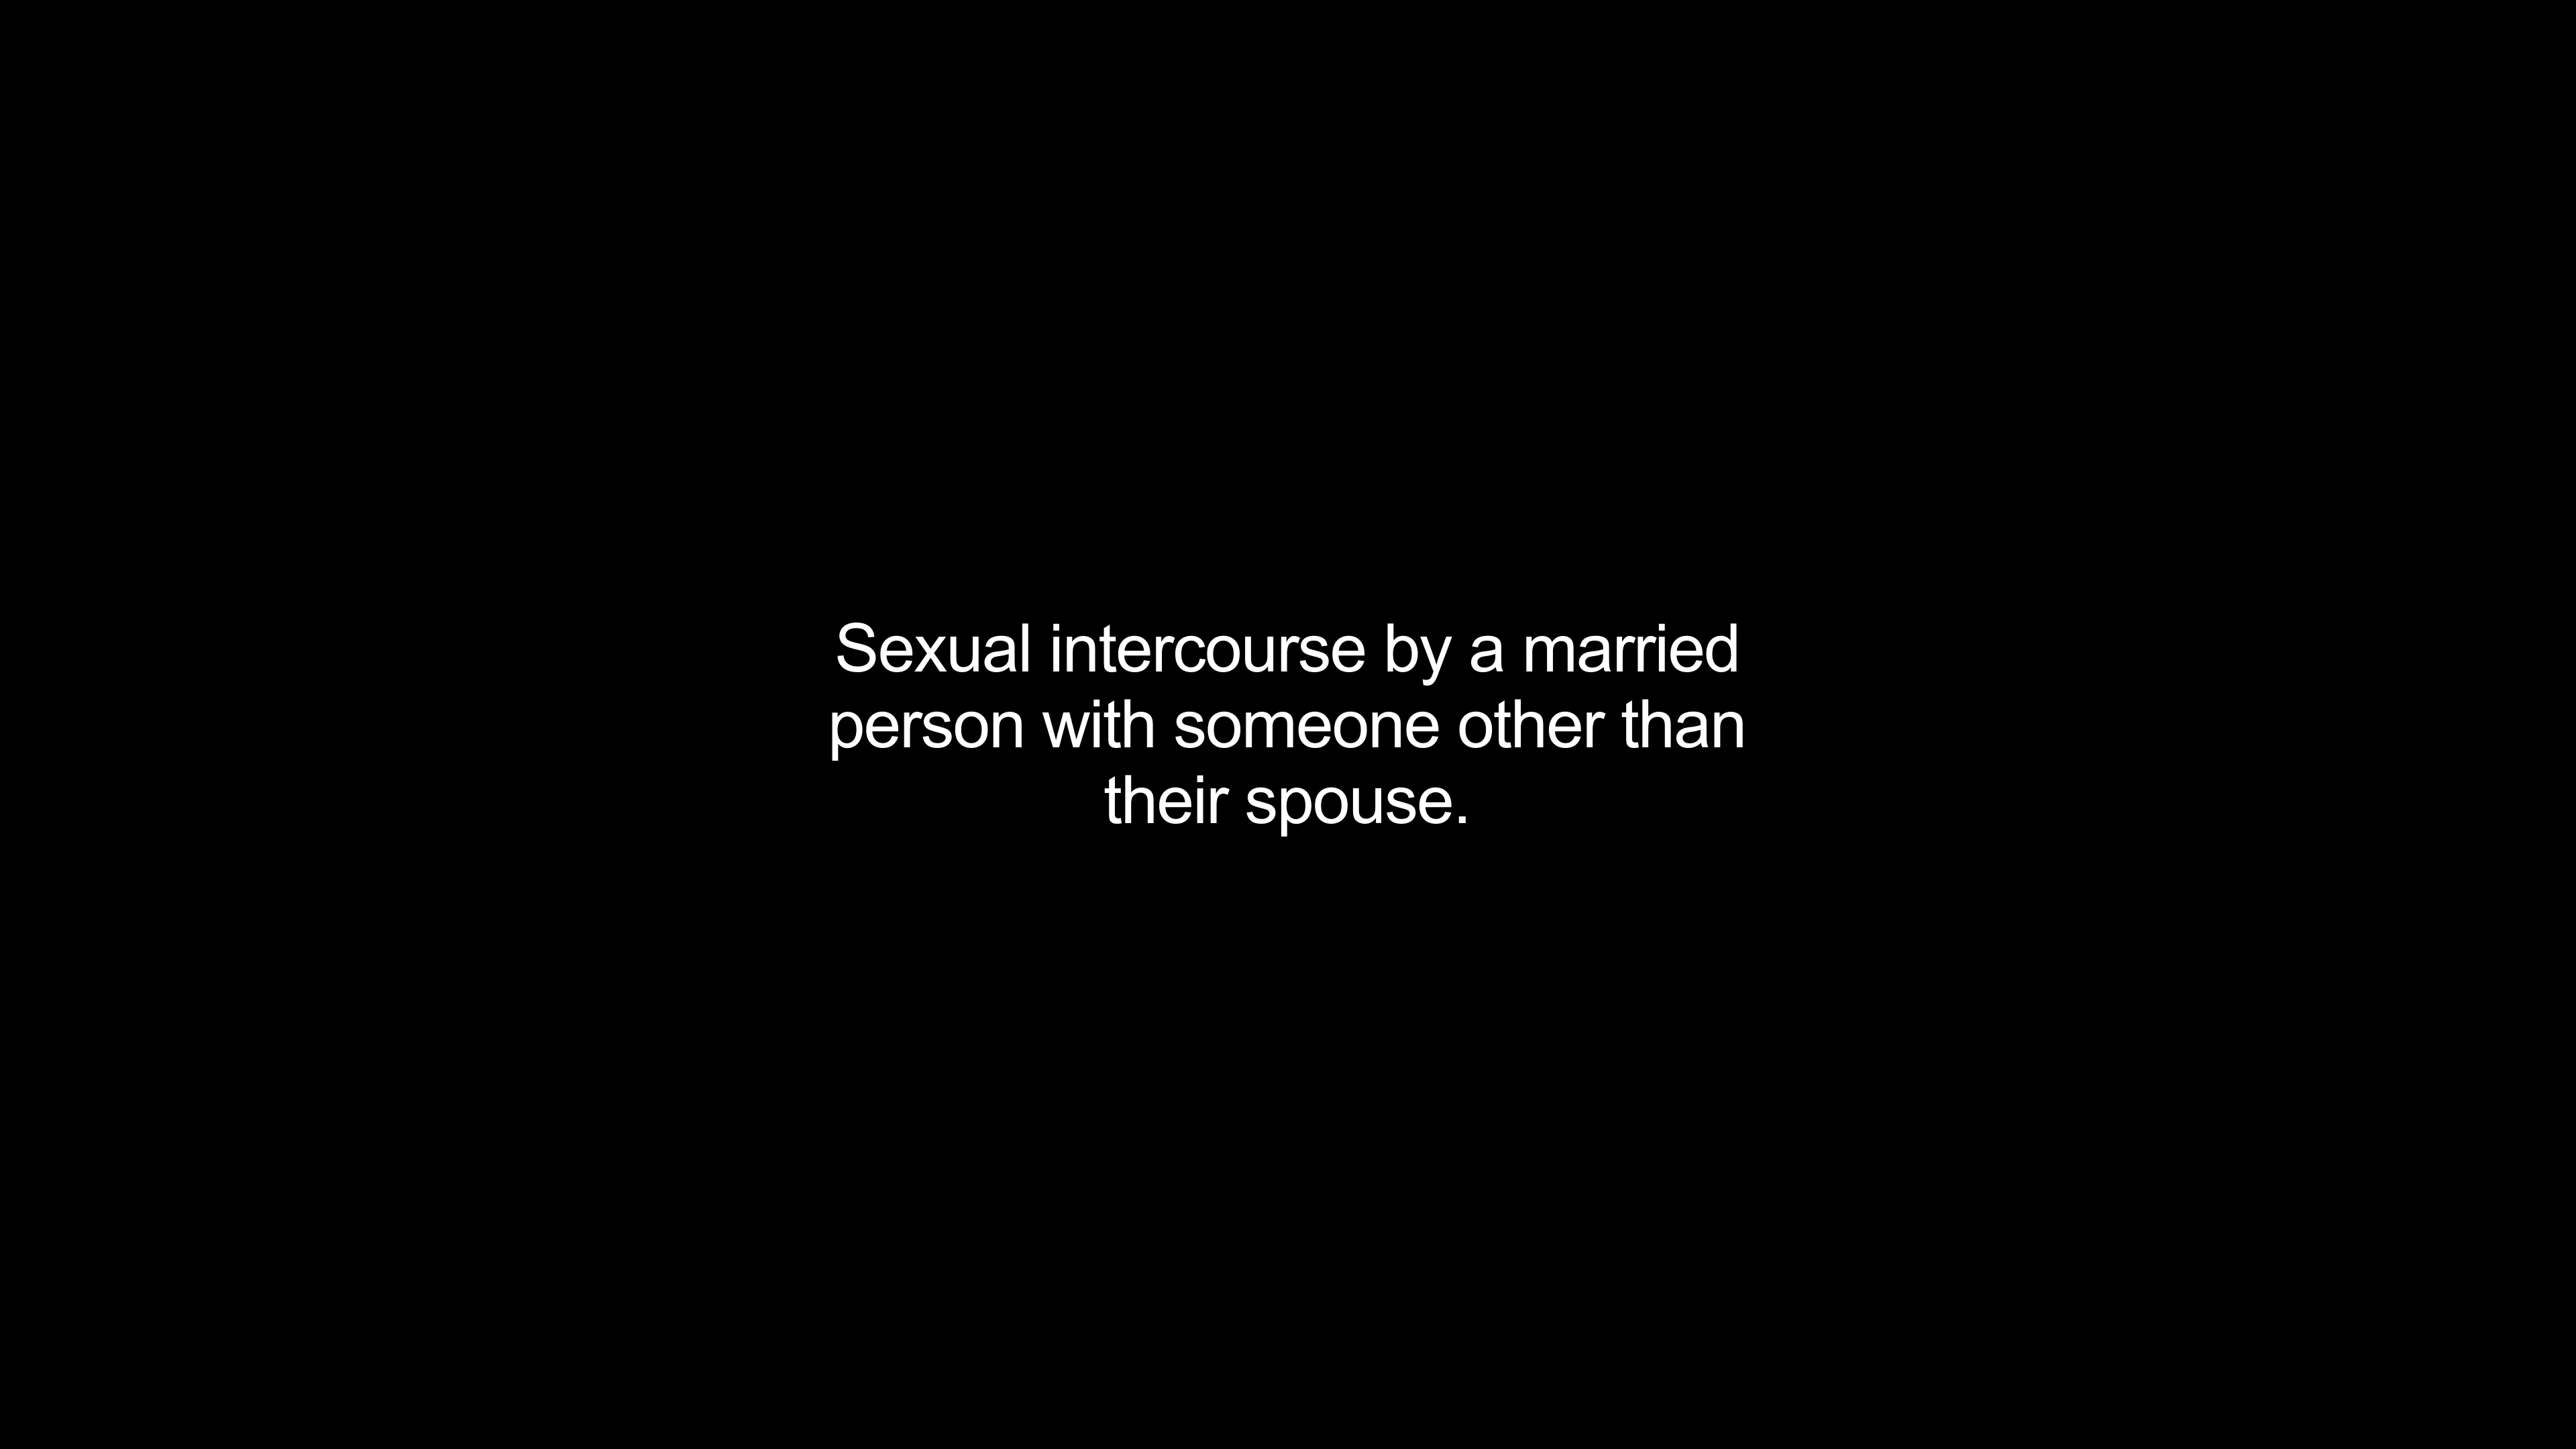 Sexual intercourse by a married
person with someone other than
their spouse.